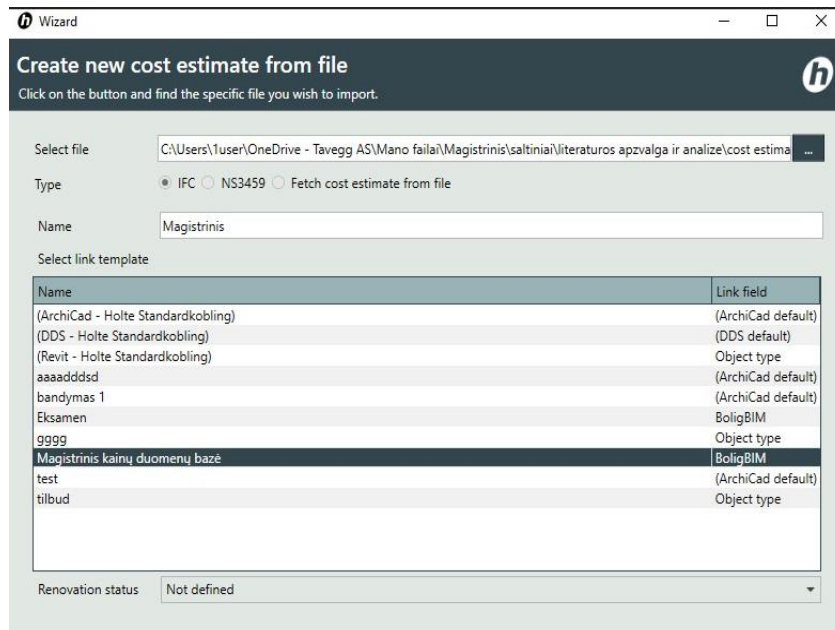 Wizard
Create new cost estimate from file
Click on the button and find the specific file you wish to import.
Select file C:\Users\1user\OneDrive - Tavegg AS\Mano failai\Magistrinis\saltiniai\literaturos apzvalga ir analize\cost estima ...
Type IFC NS3459 Fetch cost estimate from file
Name Magistrinis
Select link template
Name Link field
(ArchiCad - Holte Standardkobling) (ArchiCad default)
(DDS - Holte Standardkobling) (DDS default)
(Revit - Holte Standardkobling) Object type
aaaadddsd (ArchiCad default)
bandymas 1 (ArchiCad default)
Eksamen BoligBIM
gggg Object type
Magistrinis kainų duomenų bazė BoligBIM
test (ArchiCad default)
tilbud Object type
Renovation status Not defined